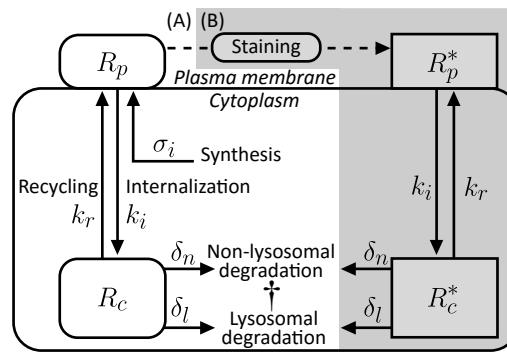 (A) (B)
R_p
Staining
R_p^*
Plasma membrane
Cytoplasm
σ_i
Synthesis
Recycling
Internalization
k_r
k_i
k_i
k_r
δ_n
Non-lysosomal
degradation
δ_n
R_c
†
R_c^*
δ_l
Lysosomal
degradation
δ_l